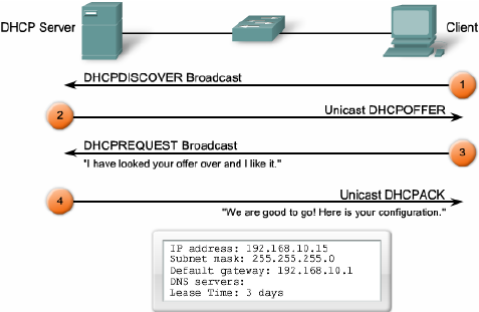 DHCP Server
Client
DHCPDISCOVER Broadcast
1
2
Unicast DHCPOFFER
DHCPREQUEST Broadcast
3
"I have looked your offer over and I like it."
4
Unicast DHCPACK
"We are good to go! Here is your configuration."
IP address: 192.168.10.15
Subnet mask: 255.255.255.0
Default gateway: 192.168.10.1
DNS servers:
Lease Time: 3 days